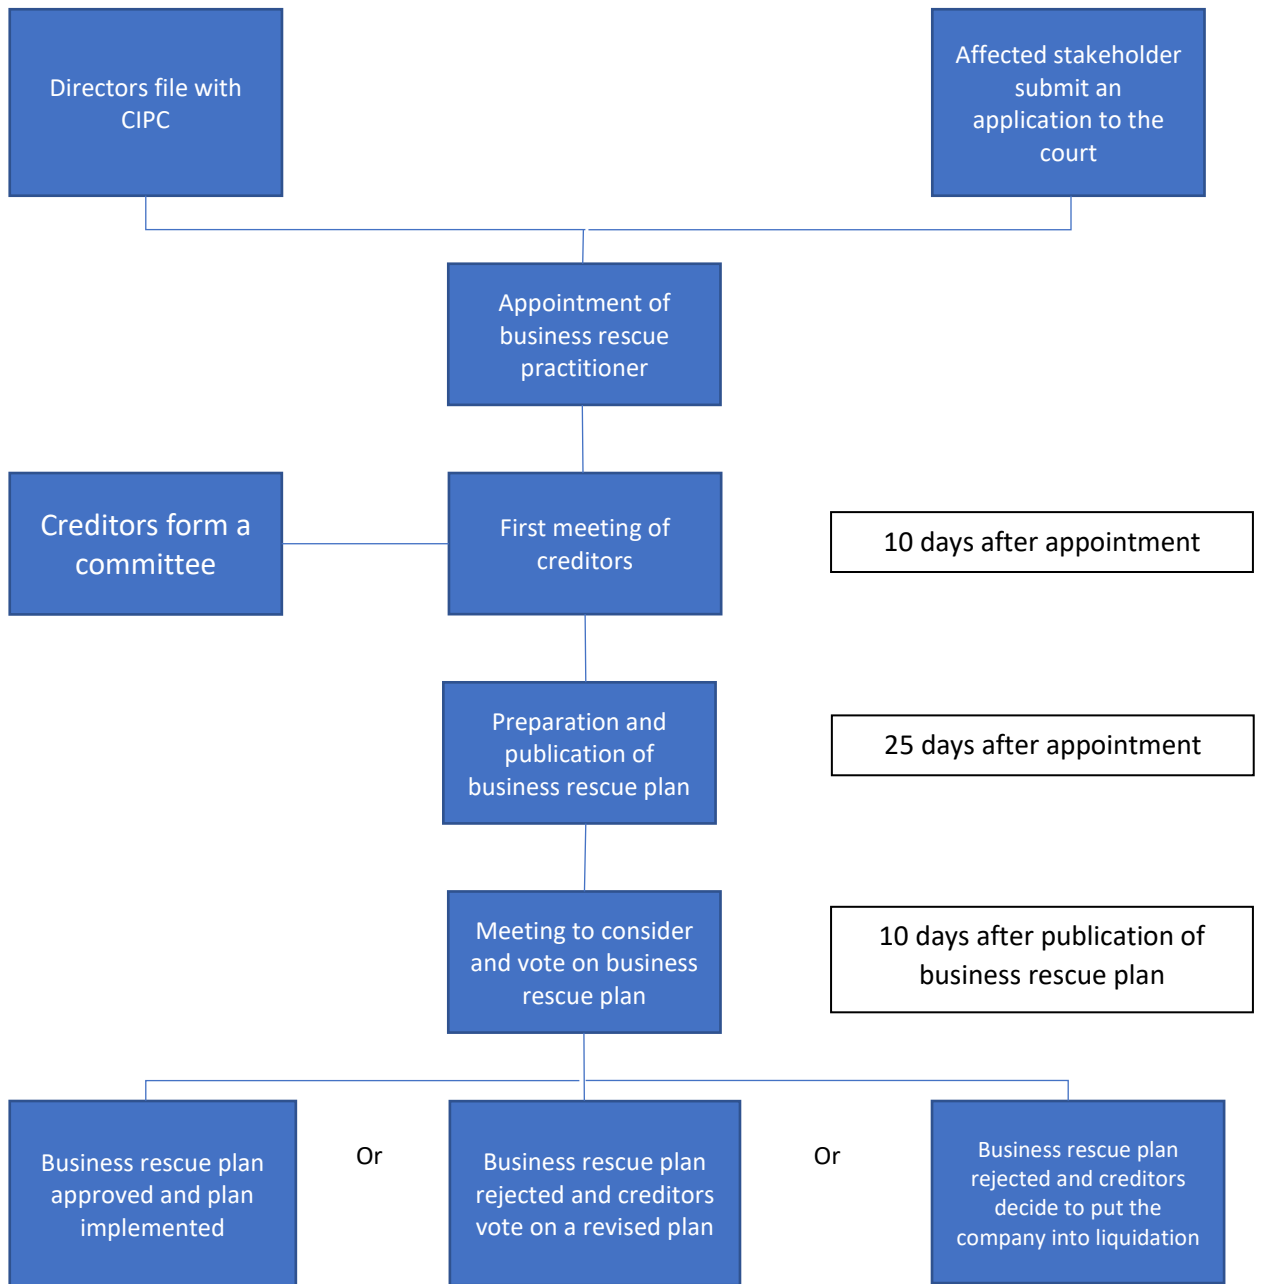 Directors file with
CIPC
Affected stakeholder
submit an
application to the
court
Appointment of
business rescue
practitioner
Creditors form a
committee
First meeting of
creditors
10 days after appointment
Preparation and
publication of
business rescue plan
25 days after appointment
Meeting to consider
and vote on business
rescue plan
10 days after publication of
business rescue plan
Business rescue plan
approved and plan
implemented
Or
Business rescue plan
rejected and creditors
vote on a revised plan
Or
Business rescue plan
rejected and creditors
decide to put the
company into liquidation